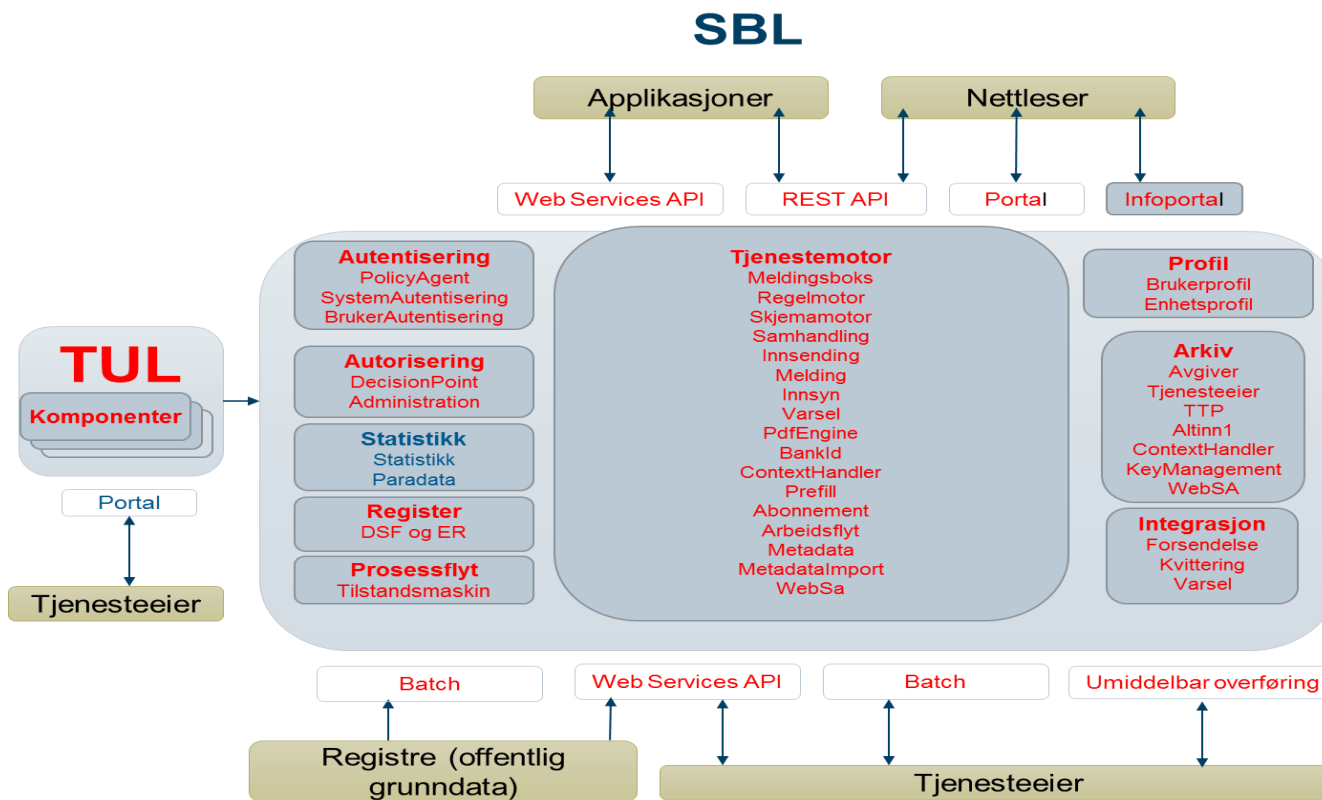 SBL
Applikasjoner
Nettleser
Web Services API
REST API
Portal
Infoportal
TUL
Komponenter
Portal
Tjenesteeier
Autentisering
PolicyAgent
SystemAutentisering
BrukerAutentisering
Autorisering
DecisionPoint
Administration
Statistikk
Statistikk
Paradata
Register
DSF og ER
Prosessflyt
Tilstandsmaskin
Tjenestemotor
Meldingsboks
Regelmotor
Skjemamotor
Samhandling
Innsending
Melding
Innsyn
Varsel
PdfEngine
BankId
ContextHandler
Prefill
Abonnement
Arbeidsflyt
Metadata
MetadataImport
WebSa
Profil
Brukerprofil
Enhetsprofil
Arkiv
Avgiver
Tjenesteeier
TTP
Altinn1
ContextHandler
KeyManagement
WebSA
Integrasjon
Forsendelse
Kvittering
Varsel
Batch
Web Services API
Batch
Umiddelbar overføring
Registre (offentlig
grunndata)
Tjenesteeier